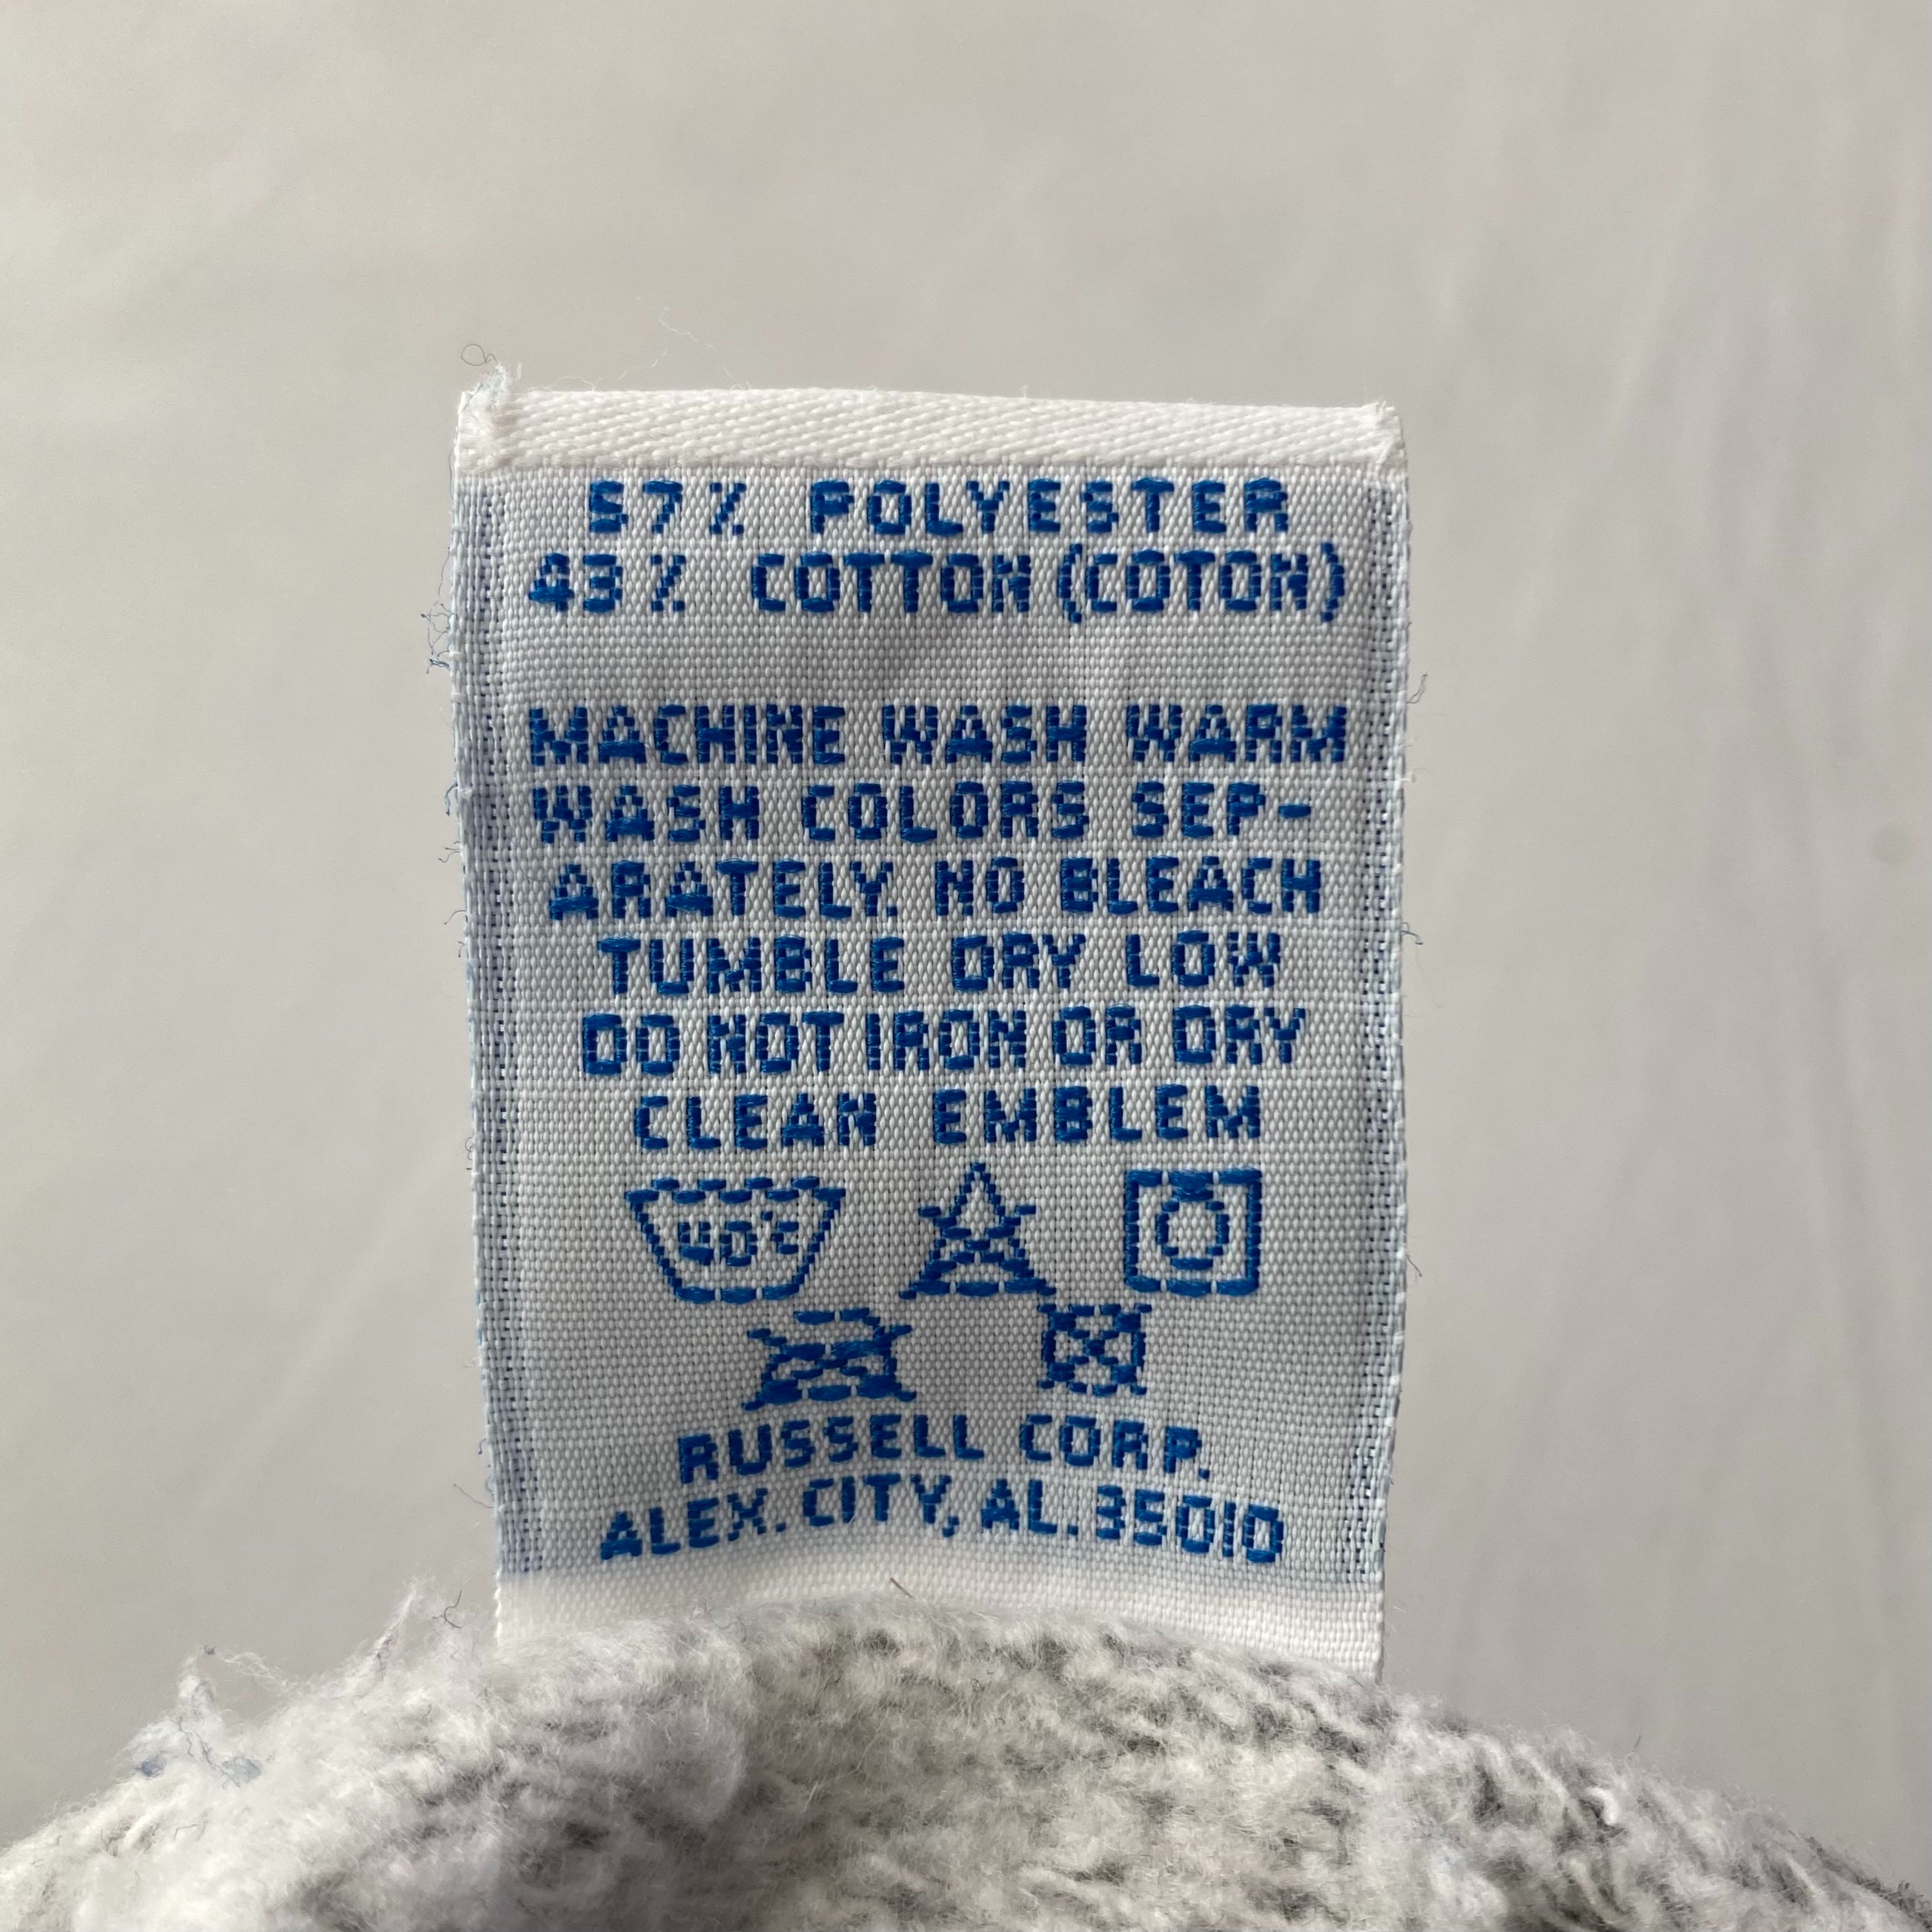 57% POLYESTER
43% COTTON (COTON)
MACHINE WASH WARM
WASH COLORS SEP-
ARATELY. NO BLEACH
TUMBLE DRY LOW
DO NOT IRON OR DRY
CLEAN EMBLEM
40°C
RUSSELL CORP.
ALEX. CITY, AL. 35010